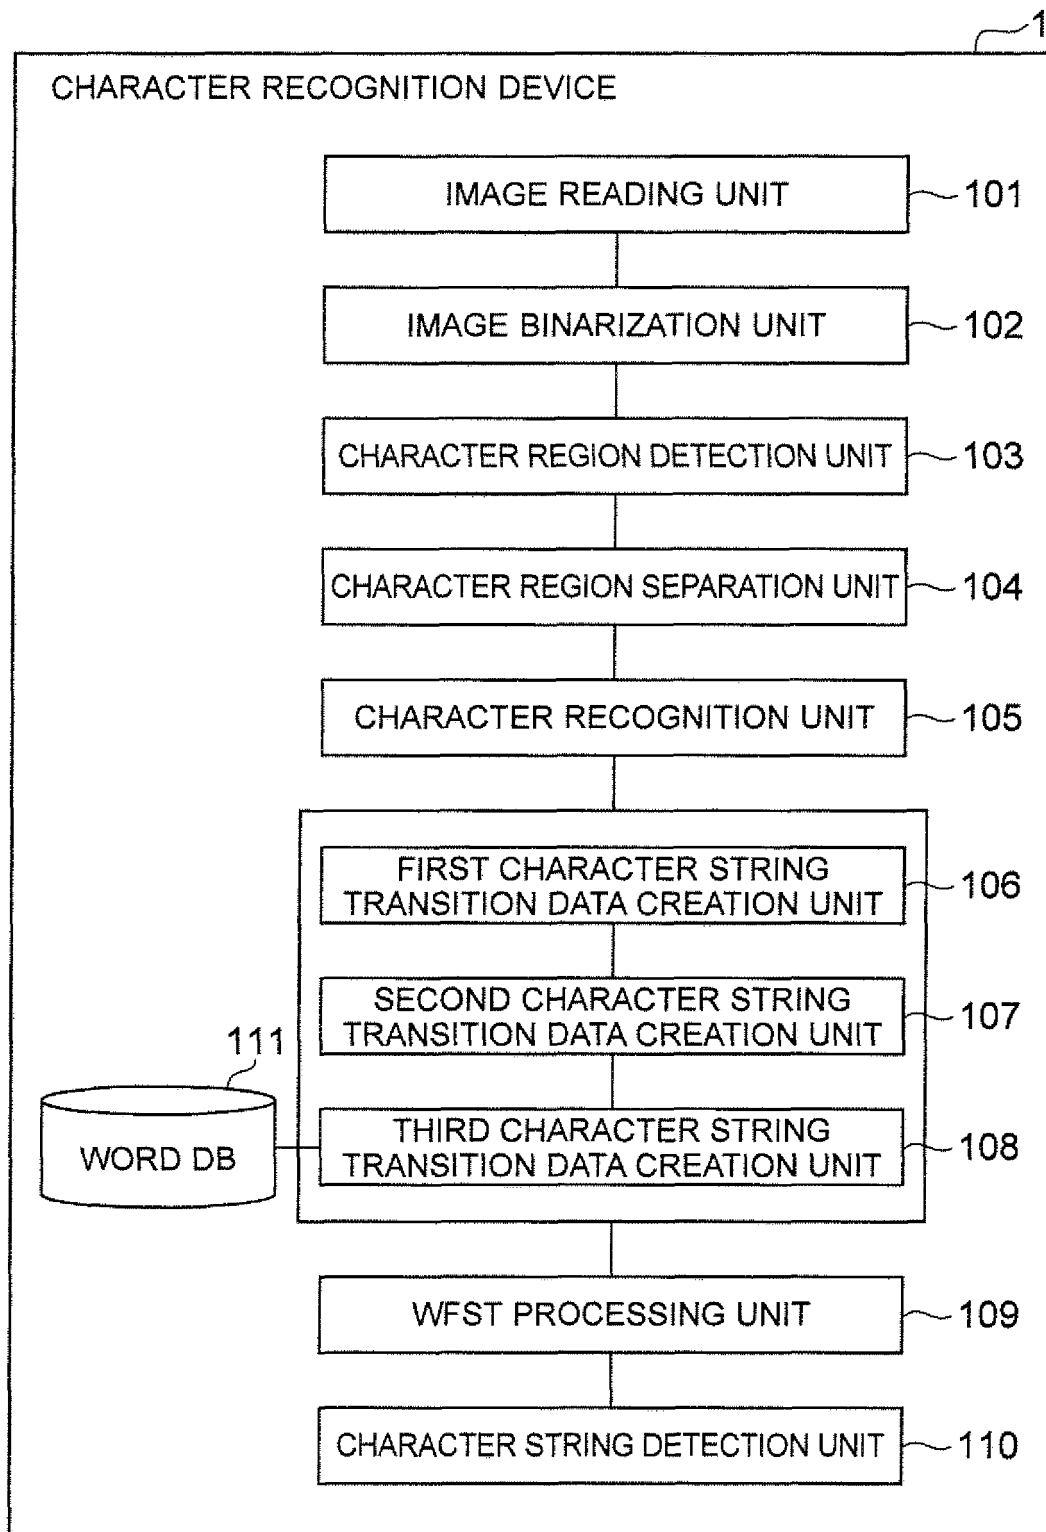 1
CHARACTER RECOGNITION DEVICE
IMAGE READING UNIT 101
IMAGE BINARIZATION UNIT 102
CHARACTER REGION DETECTION UNIT 103
CHARACTER REGION SEPARATION UNIT 104
CHARACTER RECOGNITION UNIT 105
FIRST CHARACTER STRING
TRANSITION DATA CREATION UNIT 106
SECOND CHARACTER STRING
TRANSITION DATA CREATION UNIT 107
111
WORD DB
THIRD CHARACTER STRING
TRANSITION DATA CREATION UNIT 108
WFST PROCESSING UNIT 109
CHARACTER STRING DETECTION UNIT 110